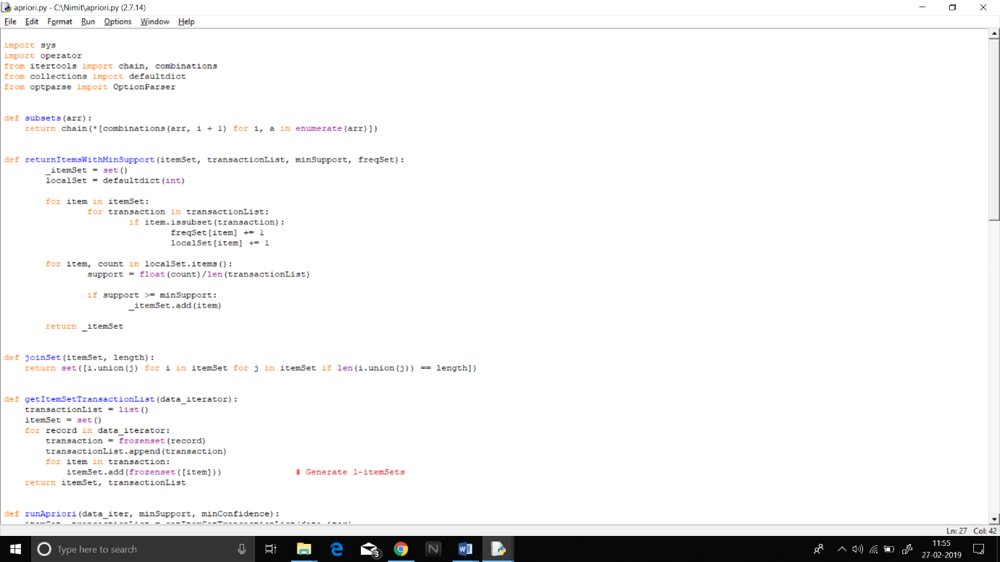 apriori.py - C:\Nimit\apriori.py (2.7.14)
File Edit Format Run Options Window Help
import sys
import operator
from itertools import chain, combinations
from collections import defaultdict
from optparse import OptionParser
def subsets(arr):
    return chain(*[combinations(arr, i + 1) for i, a in enumerate(arr)])
def returnItemsWithMinSupport(itemSet, transactionList, minSupport, freqSet):
        _itemSet = set()
        localSet = defaultdict(int)
        for item in itemSet:
                for transaction in transactionList:
                        if item.issubset(transaction):
                                freqSet[item] += 1
                                localSet[item] += 1
        for item, count in localSet.items():
                support = float(count)/len(transactionList)
                if support >= minSupport:
                        _itemSet.add(item)
        return _itemSet
def joinSet(itemSet, length):
    return set([i.union(j) for i in itemSet for j in itemSet if len(i.union(j)) == length])
def getItemSetTransactionList(data_iterator):
    transactionList = list()
    itemSet = set()
    for record in data_iterator:
        transaction = frozenset(record)
        transactionList.append(transaction)
        for item in transaction:
            itemSet.add(frozenset([item]))              # Generate 1-itemSets
    return itemSet, transactionList
def runApriori(data_iter, minSupport, minConfidence):
    itemSet, transactionList = getItemSetTransactionList(data_iter)
Ln: 27 Col: 42
Type here to search
3
11:55
27-02-2019